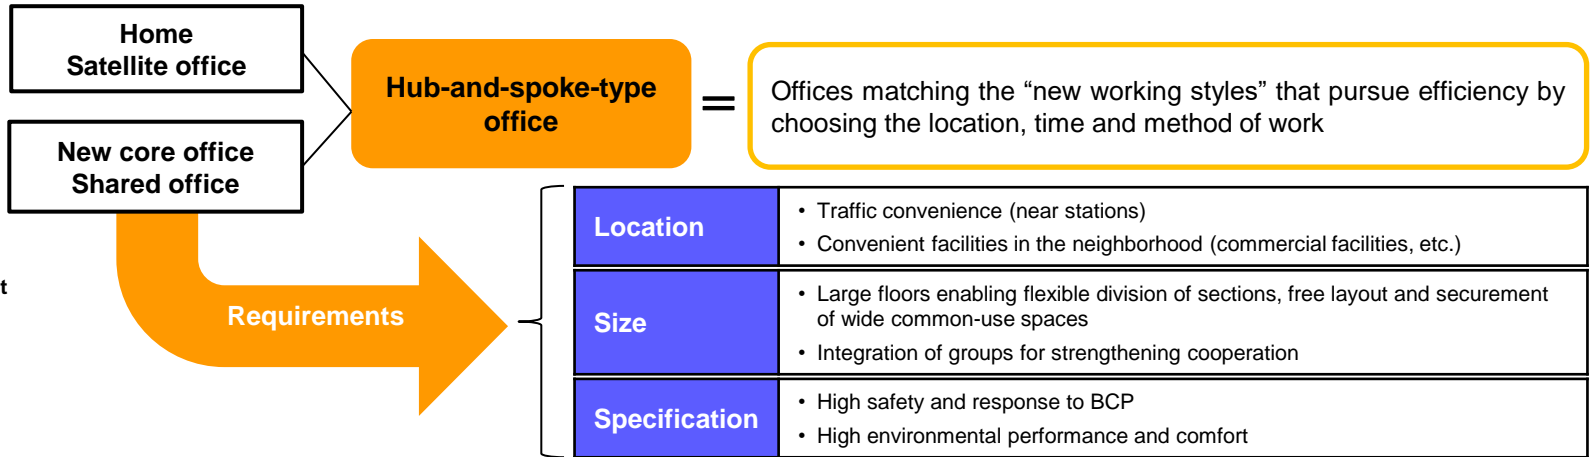 Home
Satellite office
Hub-and-spoke-type
office
=
Offices matching the “new working styles” that pursue efficiency by
choosing the location, time and method of work
New core office
Shared office
t
Requirements
Location
• Traffic convenience (near stations)
• Convenient facilities in the neighborhood (commercial facilities, etc.)
Size
• Large floors enabling flexible division of sections, free layout and securement
of wide common-use spaces
• Integration of groups for strengthening cooperation
Specification
• High safety and response to BCP
• High environmental performance and comfort